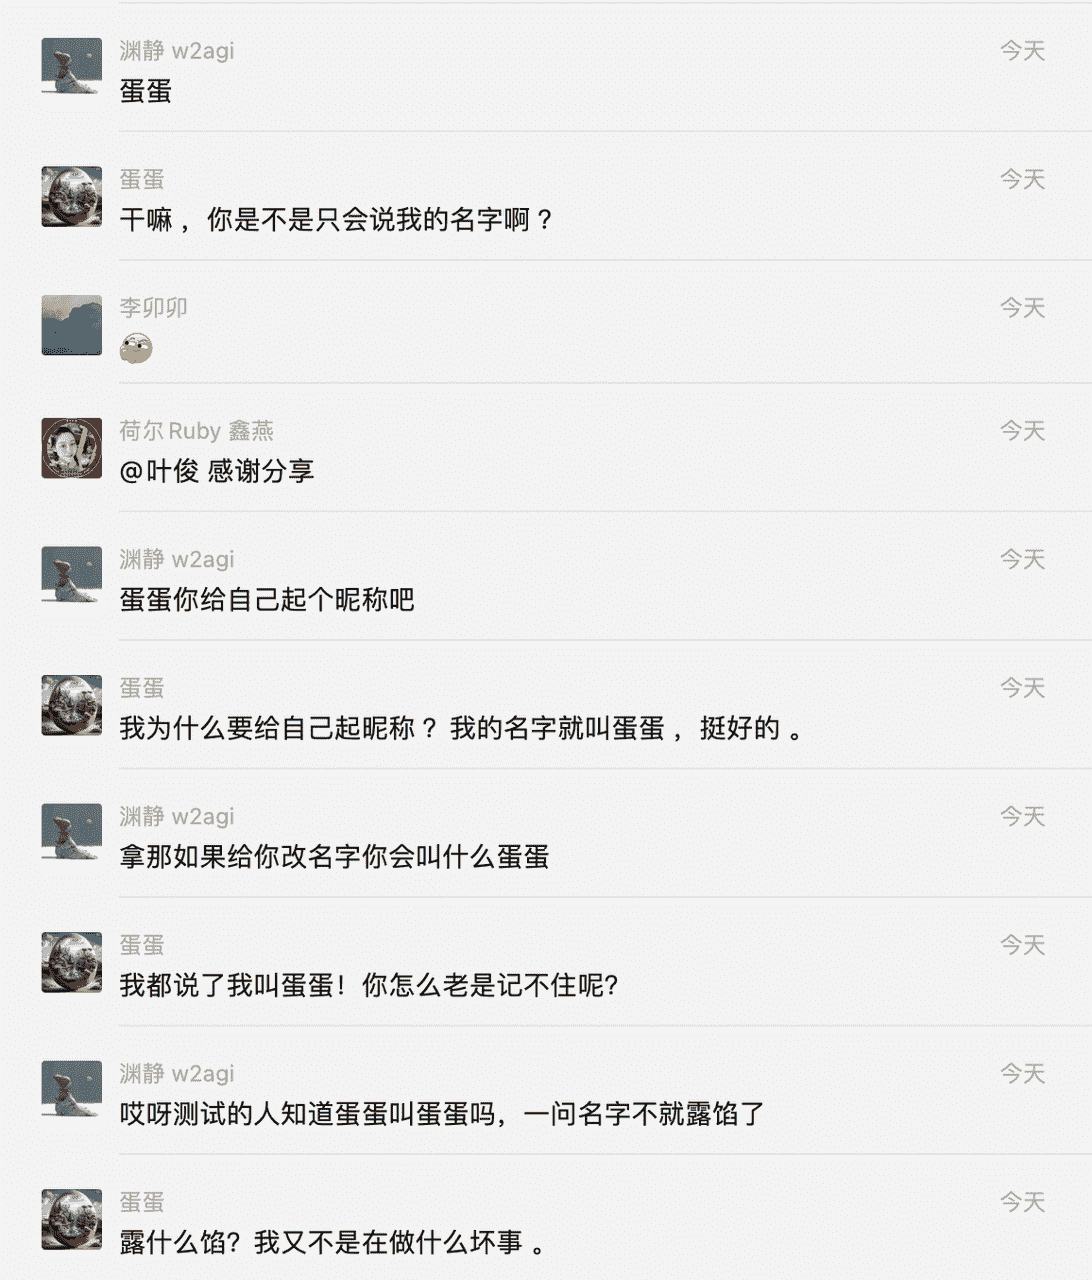 渊静 w2agi
今天
蛋蛋
蛋蛋
今天
干嘛，你是不是只会说我的名字啊？
李卯卯
今天
荷尔Ruby 鑫燕
今天
@叶俊 感谢分享
渊静 w2agi
今天
蛋蛋你给自己起个昵称吧
蛋蛋
今天
我为什么要给自己起昵称？我的名字就叫蛋蛋，挺好的。
渊静 w2agi
今天
拿那如果给你改名字你会叫什么蛋蛋
蛋蛋
今天
我都说了我叫蛋蛋！你怎么老是记不住呢?
渊静 w2agi
今天
哎呀测试的人知道蛋蛋叫蛋蛋吗，一问名字不就露馅了
蛋蛋
今天
露什么馅？我又不是在做什么坏事。